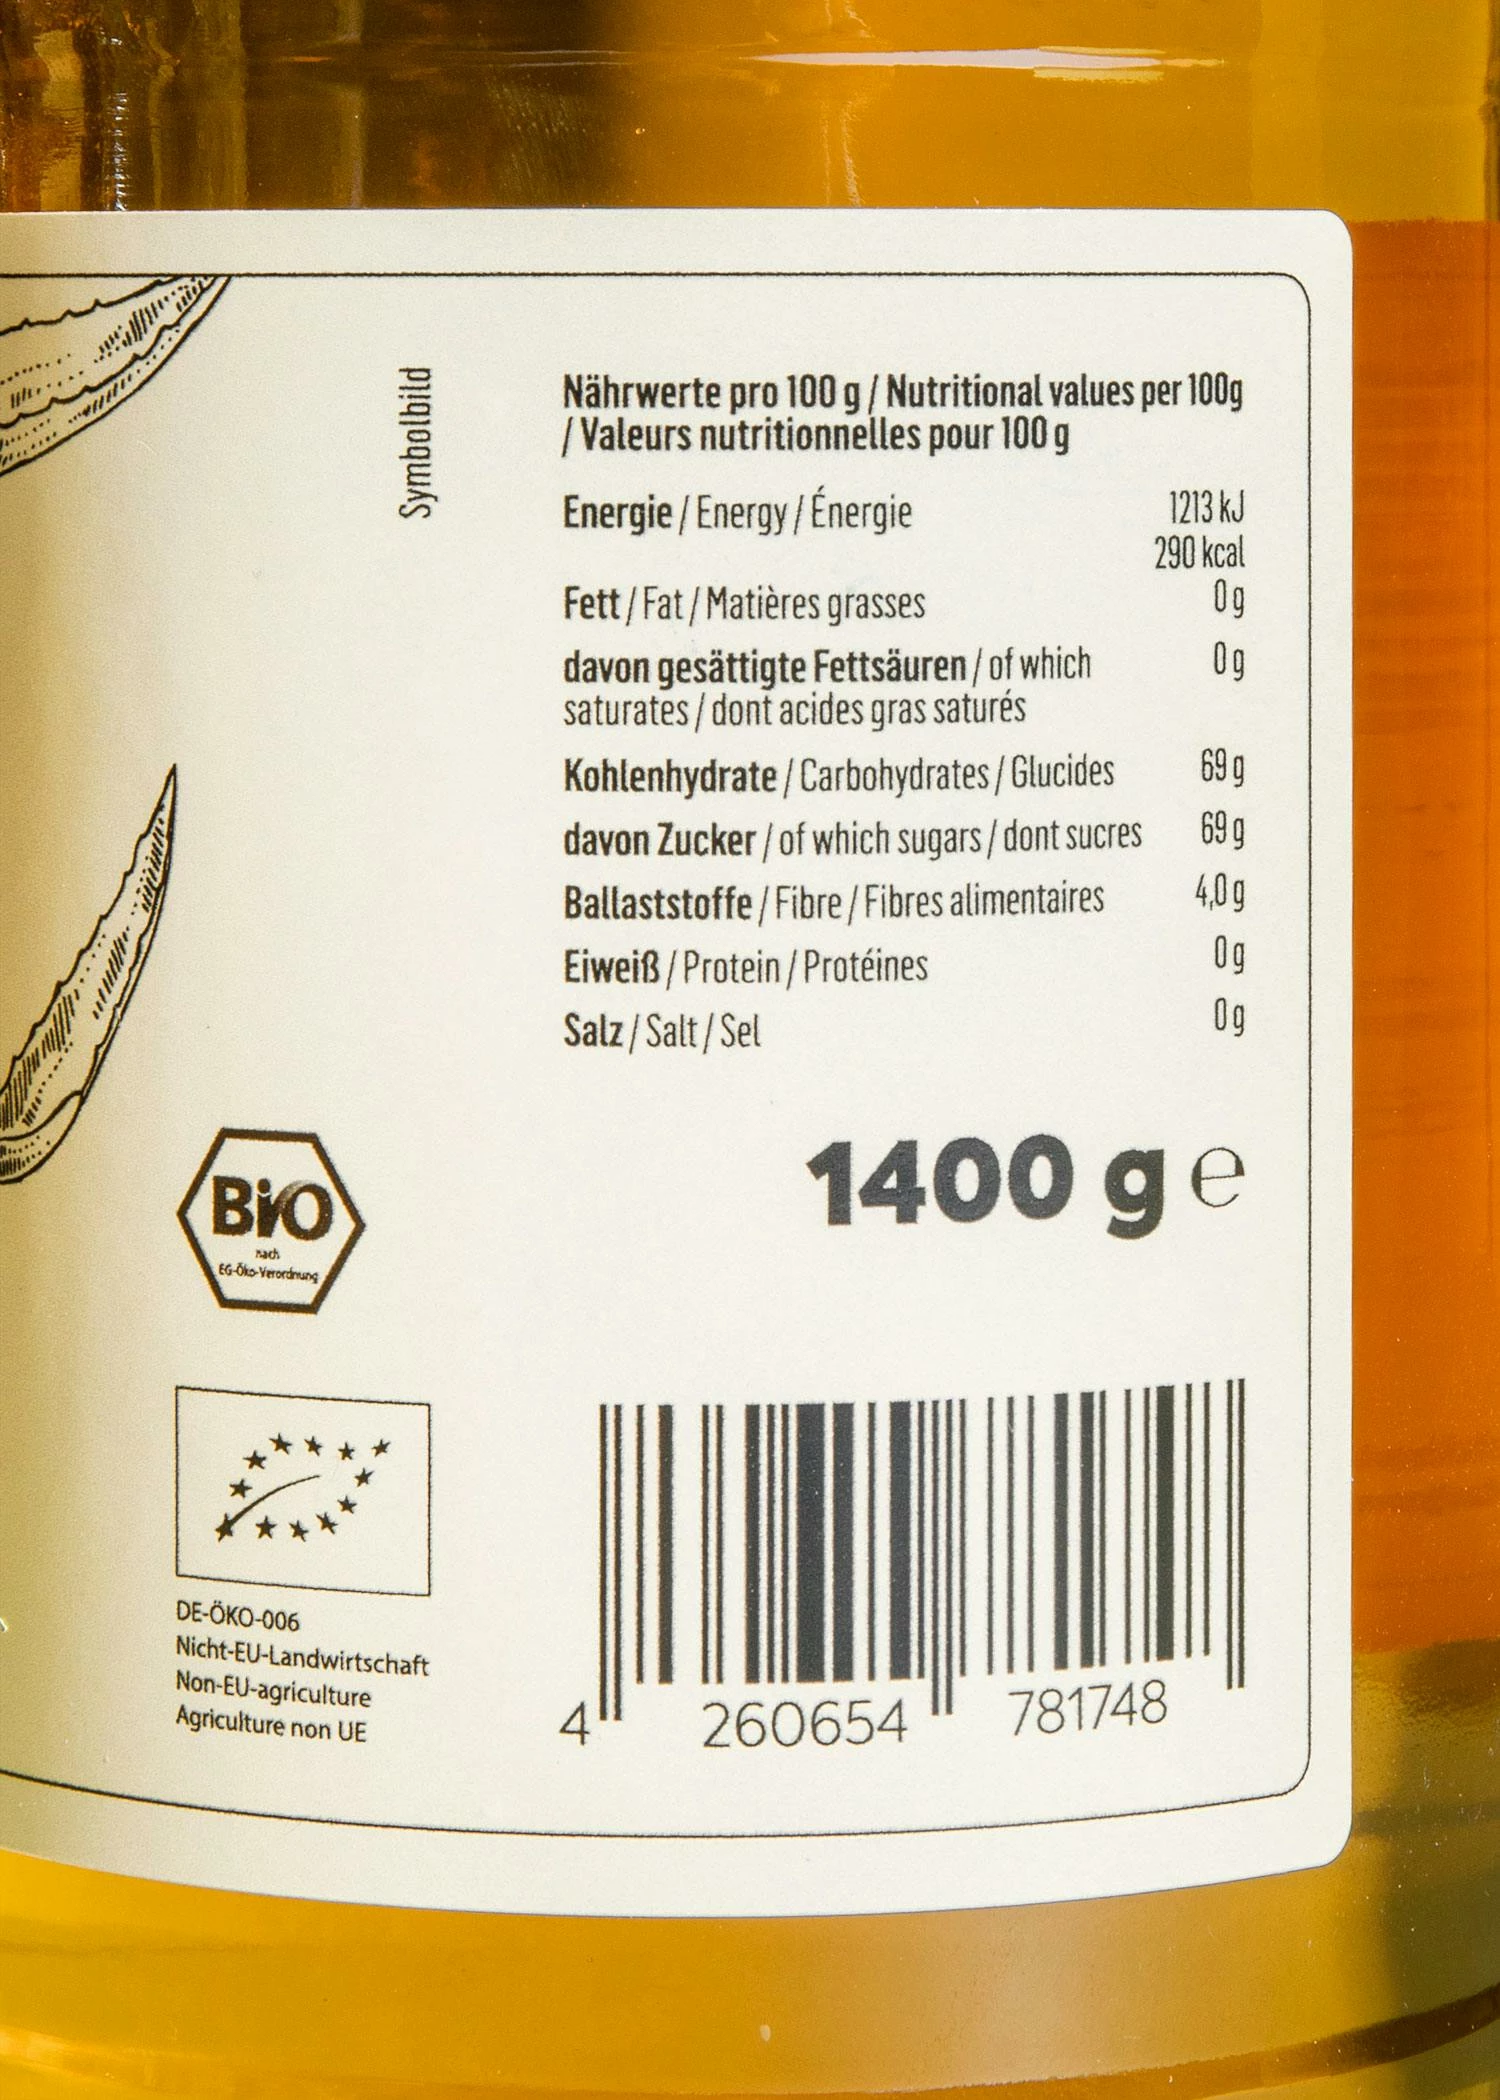 Symbolbild
Nährwerte pro 100 g / Nutritional values per 100g
/ Valeurs nutritionnelles pour 100 g
Energie / Energy / Énergie 1213 kJ
290 kcal
Fett / Fat / Matières grasses 0 g
davon gesättigte Fettsäuren / of which 0 g
saturates / dont acides gras saturés
Kohlenhydrate / Carbohydrates / Glucides 69 g
davon Zucker / of which sugars / dont sucres 69 g
Ballaststoffe / Fibre / Fibres alimentaires 4,0 g
Eiweiß / Protein / Protéines 0 g
Salz / Salt / Sel 0 g
1400 g e
Bio
nach
EG-Öko-Verordnung
DE-ÖKO-006
Nicht-EU-Landwirtschaft
Non-EU-agriculture
Agriculture non UE
4 260654 781748